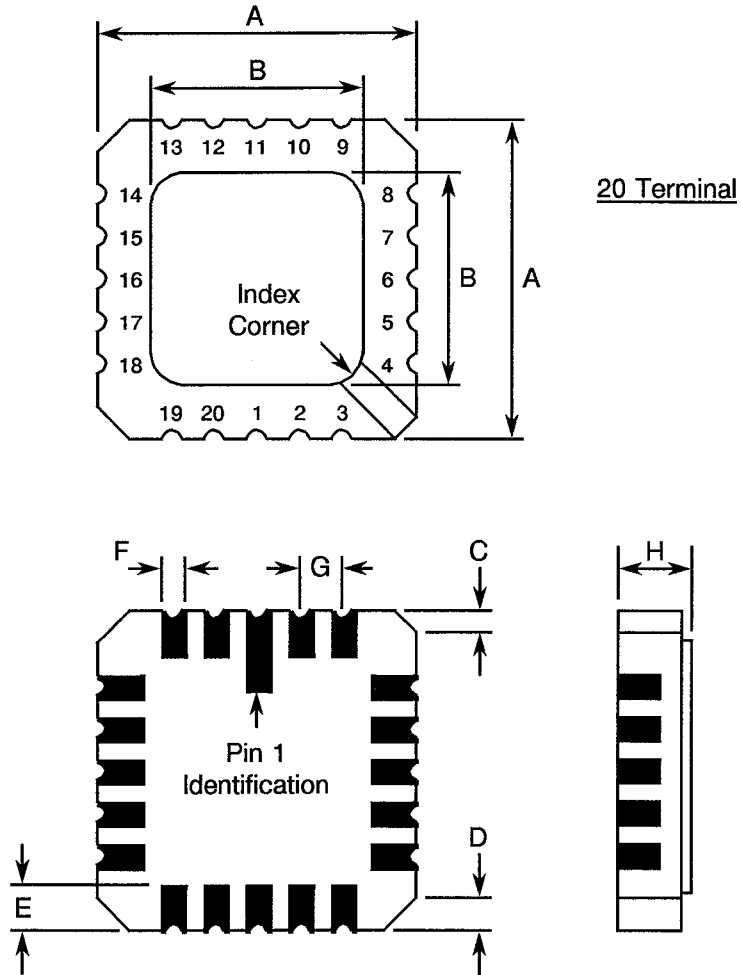 A
B
13 12 11 10 9
20 Terminal
14
15
16
17
18
8
7
6
5
4
B
A
Index
Corner
19 20 1 2 3
F
G
C
H
Pin 1
Identification
D
E